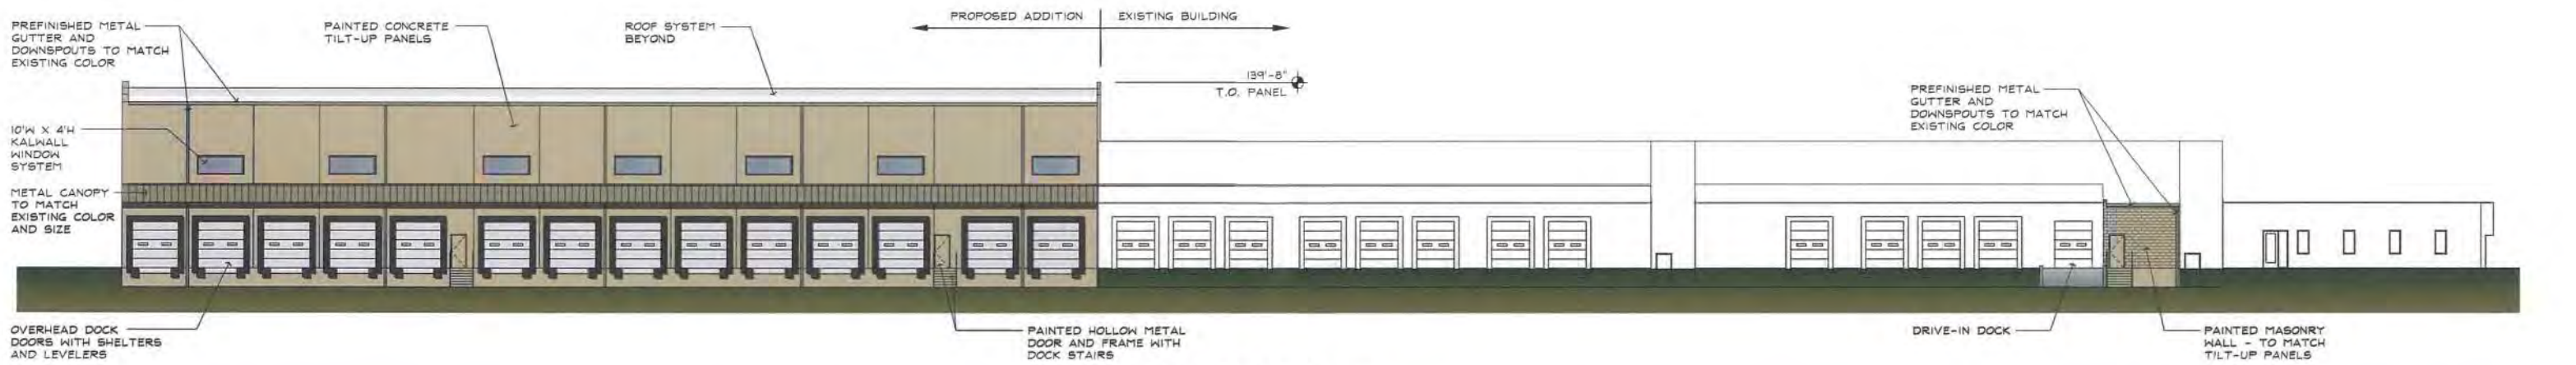 PREFINISHED METAL
GUTTER AND
DOWNSPOUTS TO MATCH
EXISTING COLOR
PAINTED CONCRETE
TILT-UP PANELS
ROOF SYSTEM
BEYOND
PROPOSED ADDITION
EXISTING BUILDING
139'-8"
T.O. PANEL
PREFINISHED METAL
GUTTER AND
DOWNSPOUTS TO MATCH
EXISTING COLOR
10'W X 4'H
KALWALL
WINDOW
SYSTEM
METAL CANOPY
TO MATCH
EXISTING COLOR
AND SIZE
OVERHEAD DOCK
DOORS WITH SHELTERS
AND LEVELERS
PAINTED HOLLOW METAL
DOOR AND FRAME WITH
DOCK STAIRS
DRIVE-IN DOCK
PAINTED MASONRY
WALL - TO MATCH
TILT-UP PANELS